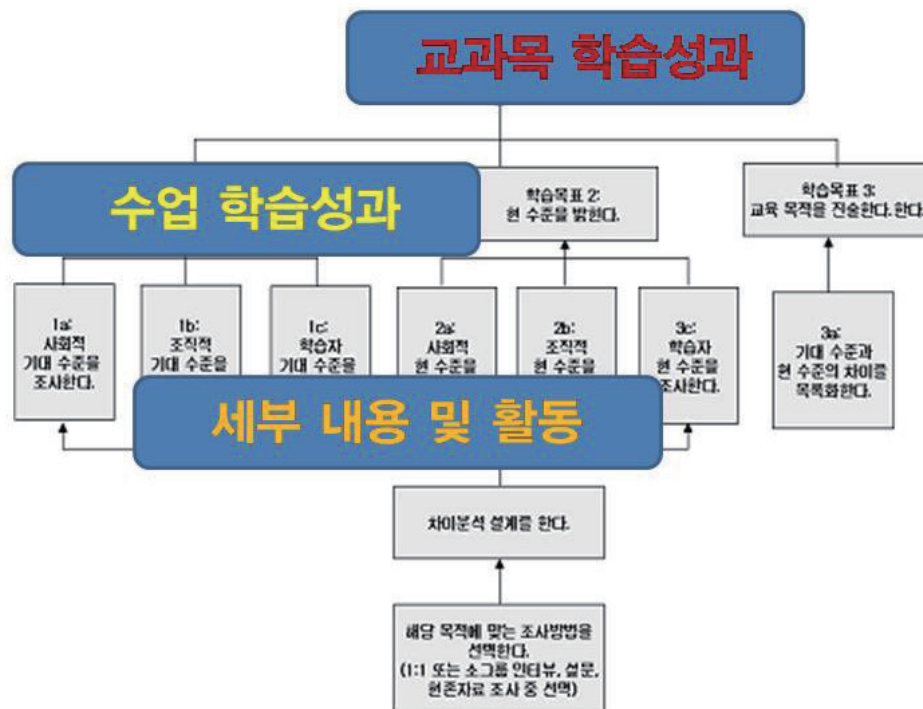 교과목 학습성과
수업 학습성과
학습목표 2:
현 수준을 밝힌다.
학습목표 3:
교육 목적을 진술한다.한다.
1a:
사회적
기대 수준을
조사한다.
1b:
조직적
기대 수준을
1c:
학습자
기대 수준을
2a:
사회적
현 수준을
2b:
조직적
현 수준을
3c:
학습자
현 수준을
조사한다.
3a:
기대 수준과
현 수준의 차이를
목록화한다.
세부 내용 및 활동
차이분석 설계를 한다.
해당 목적에 맞는 조사방법을
선택한다.
(1:1 또는 소그룹 인터뷰, 설문,
현존자료 조사 중 선택)